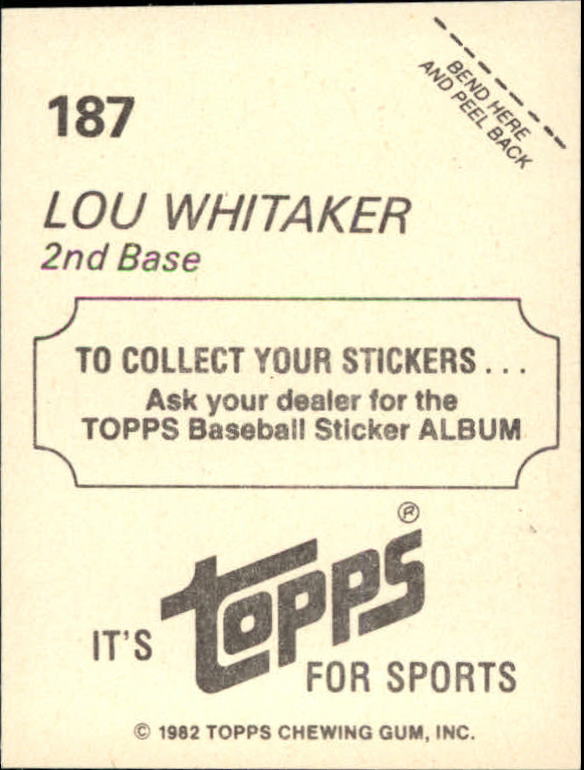 BEND HERE
AND PEEL BACK
187
LOU WHITAKER
2nd Base
TO COLLECT YOUR STICKERS...
Ask your dealer for the
TOPPS Baseball Sticker ALBUM
IT'S topps®
FOR SPORTS
© 1982 TOPPS CHEWING GUM, INC.